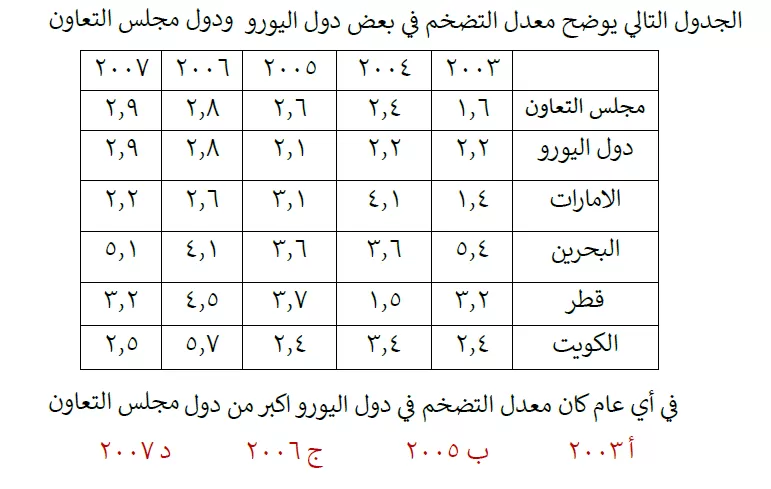 الجدول التالي يوضح معدل التضخم في بعض دول اليورو ودول مجلس التعاون
٢٠٠٣ ٢٠٠٤ ٢٠٠٥ ٢٠٠٦ ٢٠٠٧
مجلس التعاون ١,٦ ٢,٤ ٢,٦ ٢,٨ ٢,٩
دول اليورو ٢,٢ ٢,٢ ٢,١ ٢,٨ ٢,٩
الامارات ١,٤ ٤,١ ٣,١ ٢,٦ ٢,٢
البحرين ٥,٤ ٣,٦ ٣,٦ ٤,١ ٥,١
قطر ٣,٢ ١,٥ ٣,٧ ٤,٥ ٣,٢
الكويت ٢,٤ ٣,٤ ٢,٤ ٥,٧ ٢,٥
في أي عام كان معدل التضخم في دول اليورو اكبر من دول مجلس التعاون
أ ٢٠٠٣ ب ٢٠٠٥ ج ٢٠٠٦ د ٢٠٠٧